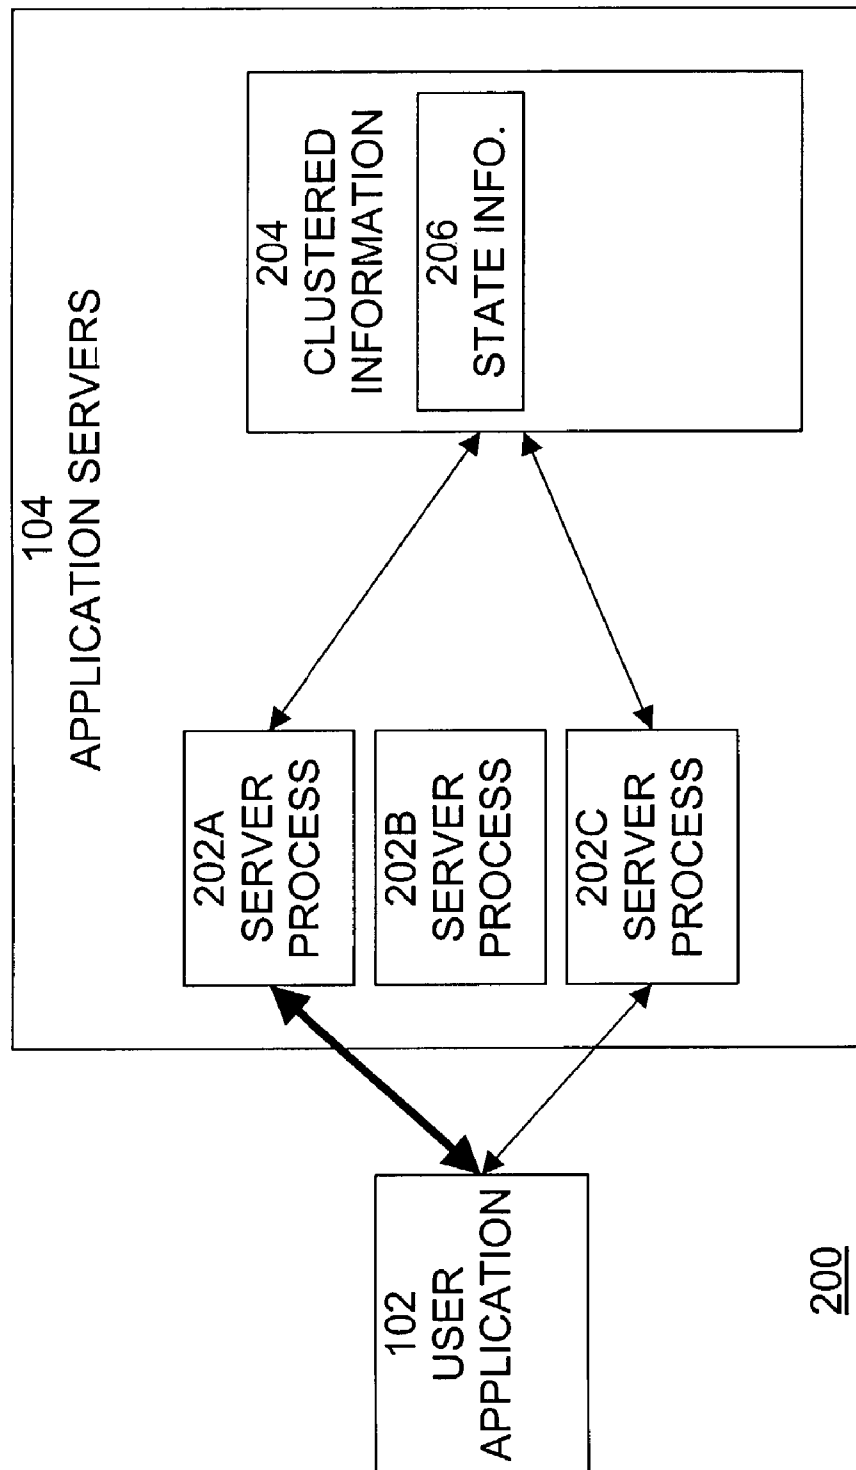 104
APPLICATION SERVERS
202A
SERVER
PROCESS
202B
SERVER
PROCESS
202C
SERVER
PROCESS
204
CLUSTERED
INFORMATION
206
STATE INFO.
102
USER
APPLICATION
200